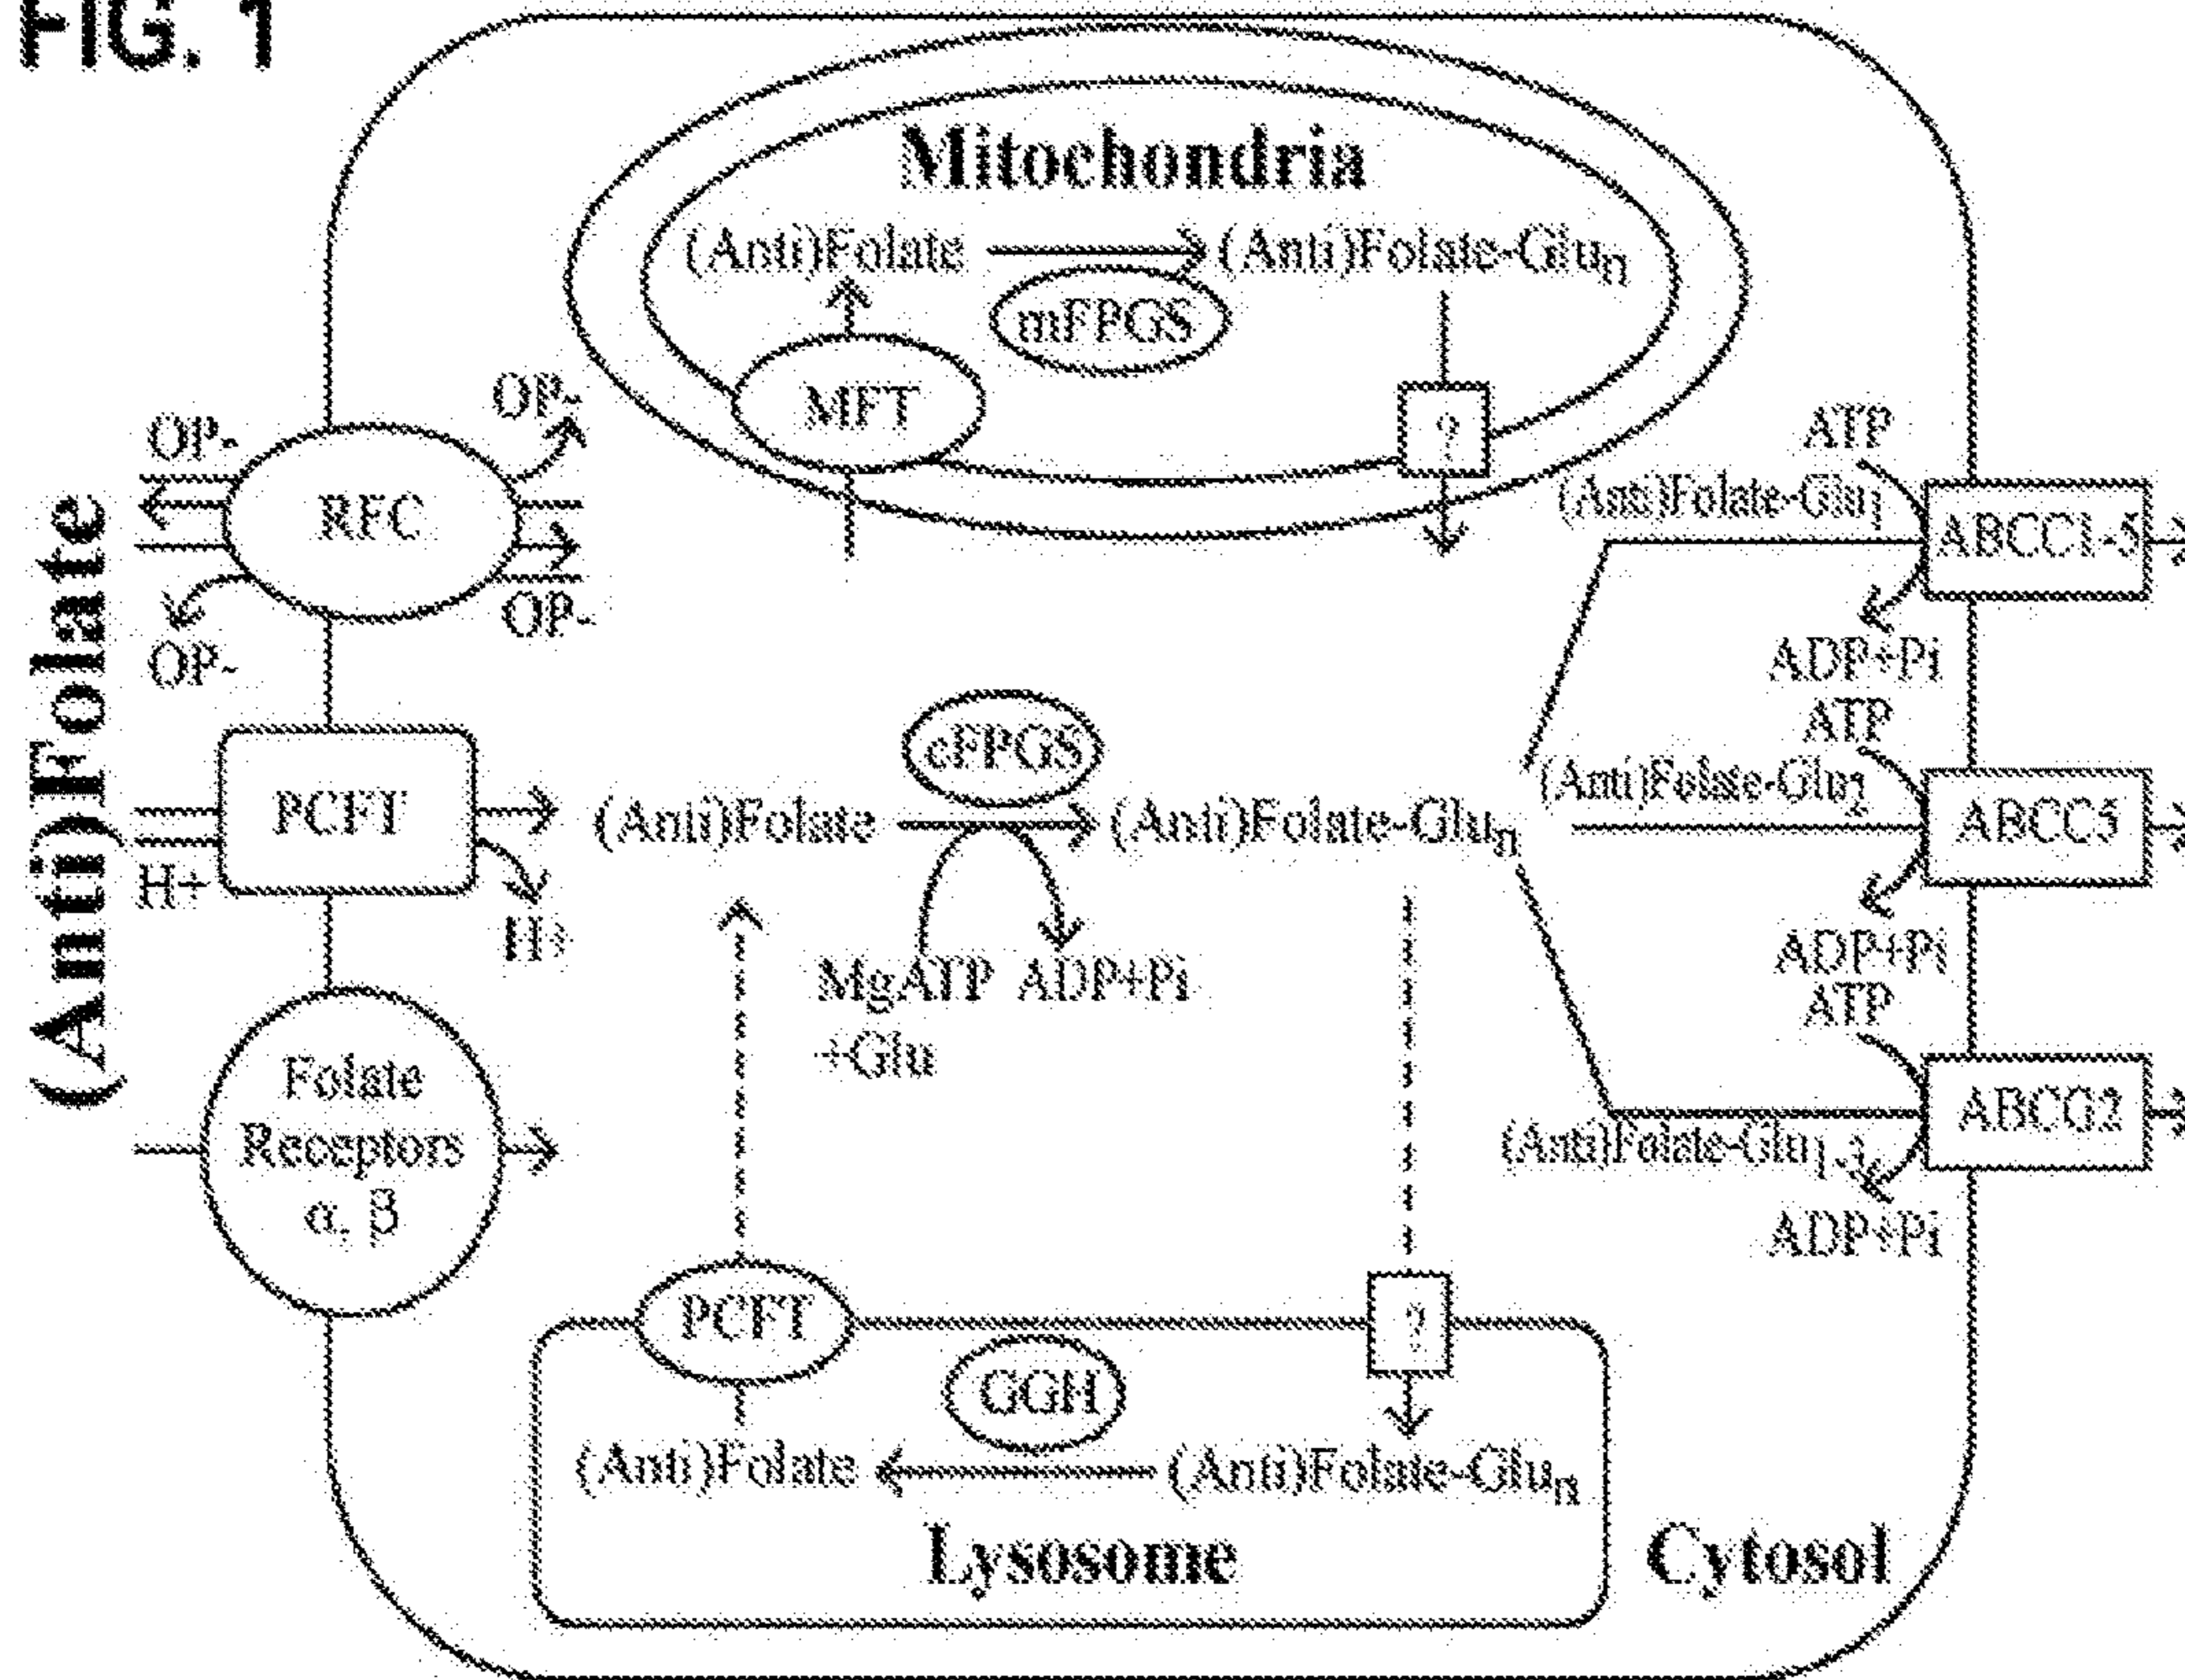 FIG. 1
Mitochondria
(Anti)Folate
(Anti)Folate-Glun
mFPGS
MFT
?
OP-
OP-
RFC
OP-
OP-
(Anti)Folate
PCFT
H+
H+
Folate
Receptors
α, β
cFPGS
(Anti)Folate
(Anti)Folate-Glun
MgATP
+Glu
ADP+Pi
ATP
(Anti)Folate-Glu1
ABCC1-5
ADP+Pi
ATP
(Anti)Folate-Glu2
ABCC5
ADP+Pi
ATP
ABCG2
(Anti)Folate-Glu1-3
ADP+Pi
PCFT
?
GGH
(Anti)Folate
(Anti)Folate-Glun
Lysosome
Cytosol